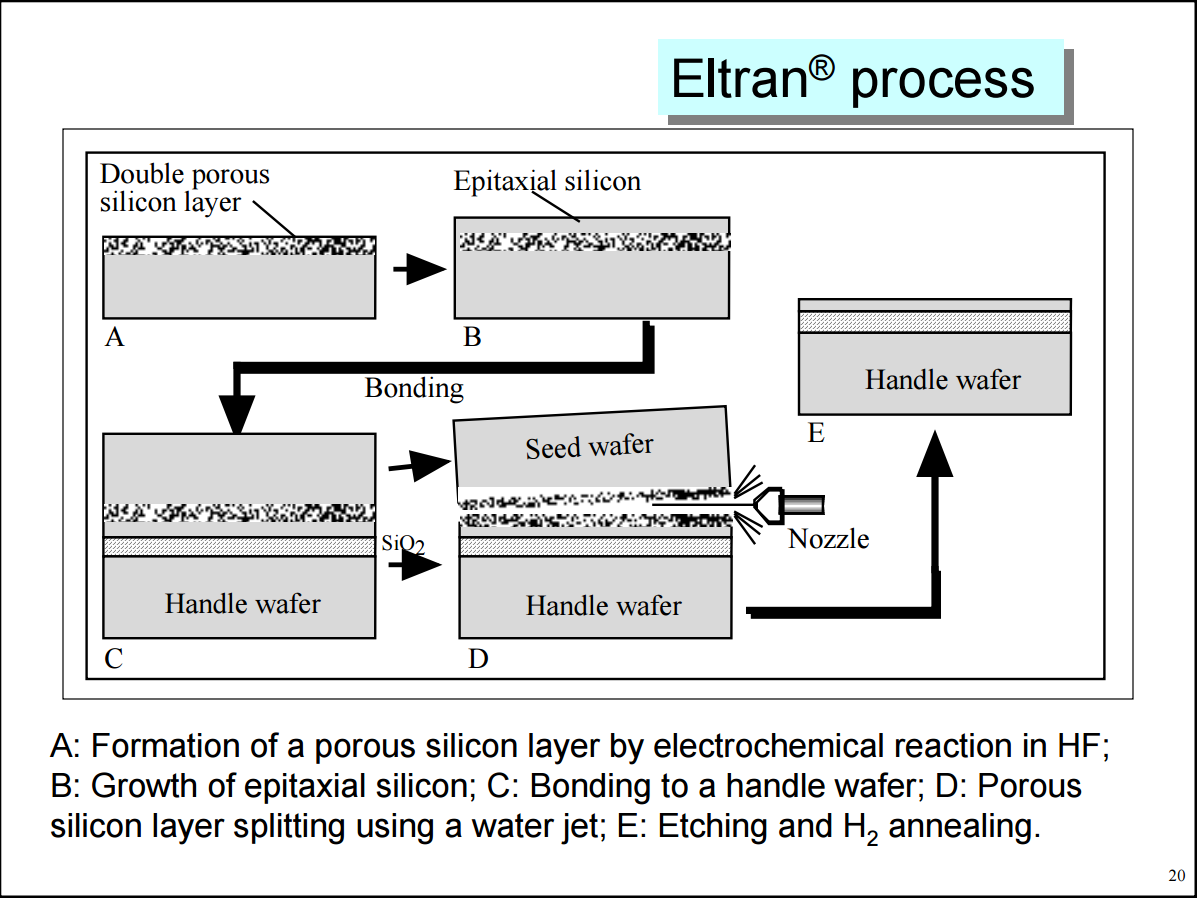 Eltran® process
Double porous
silicon layer
Epitaxial silicon
A
B
Bonding
Handle wafer
E
Seed wafer
SiO2
Nozzle
Handle wafer
Handle wafer
C
D
A: Formation of a porous silicon layer by electrochemical reaction in HF;
B: Growth of epitaxial silicon; C: Bonding to a handle wafer; D: Porous
silicon layer splitting using a water jet; E: Etching and H2 annealing.
20